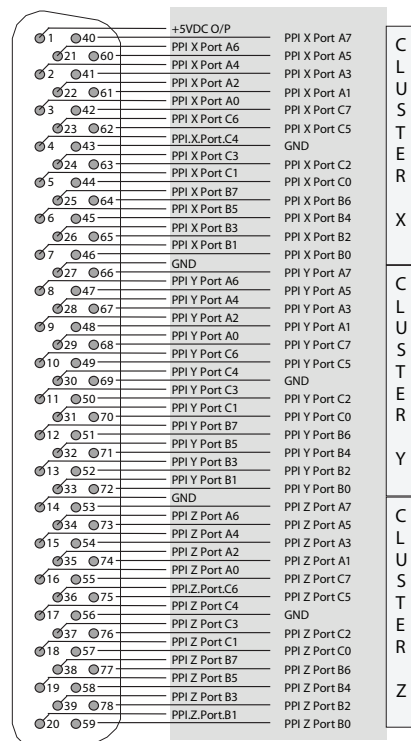 +5VDC O/P
1 40 PPI X Port A7
PPI X Port A6
21 60 PPI X Port A5
PPI X Port A4
2 41 PPI X Port A3
PPI X Port A2
22 61 PPI X Port A1
PPI X Port A0
3 42 PPI X Port C7
PPI X Port C6
23 62 PPI X Port C5
PPI.X.Port.C4
4 43 GND
PPI X Port C3
24 63 PPI X Port C2
PPI X Port C1
5 44 PPI X Port C0
PPI X Port B7
25 64 PPI X Port B6
PPI X Port B5
6 45 PPI X Port B4
PPI X Port B3
26 65 PPI X Port B2
PPI X Port B1
7 46 PPI X Port B0
CLUSTER X
GND
27 66 PPI Y Port A7
PPI Y Port A6
8 47 PPI Y Port A5
PPI Y Port A4
28 67 PPI Y Port A3
PPI Y Port A2
9 48 PPI Y Port A1
PPI Y Port A0
29 68 PPI Y Port C7
PPI Y Port C6
10 49 PPI Y Port C5
PPI Y Port C4
30 69 GND
PPI Y Port C3
11 50 PPI Y Port C2
PPI Y Port C1
31 70 PPI Y Port C0
PPI Y Port B7
12 51 PPI Y Port B6
PPI Y Port B5
32 71 PPI Y Port B4
PPI Y Port B3
13 52 PPI Y Port B2
PPI Y Port B1
33 72 PPI Y Port B0
CLUSTER Y
GND
14 53 PPI Z Port A7
PPI Z Port A6
34 73 PPI Z Port A5
PPI Z Port A4
15 54 PPI Z Port A3
PPI Z Port A2
35 74 PPI Z Port A1
PPI Z Port A0
16 55 PPI Z Port C7
PPI.Z.Port.C6
36 75 PPI Z Port C5
PPI Z Port C4
17 56 GND
PPI Z Port C3
37 76 PPI Z Port C2
PPI Z Port C1
18 57 PPI Z Port C0
PPI Z Port B7
38 77 PPI Z Port B6
PPI Z Port B5
19 58 PPI Z Port B4
PPI Z Port B3
39 78 PPI Z Port B2
PPI.Z.Port.B1
20 59 PPI Z Port B0
CLUSTER Z